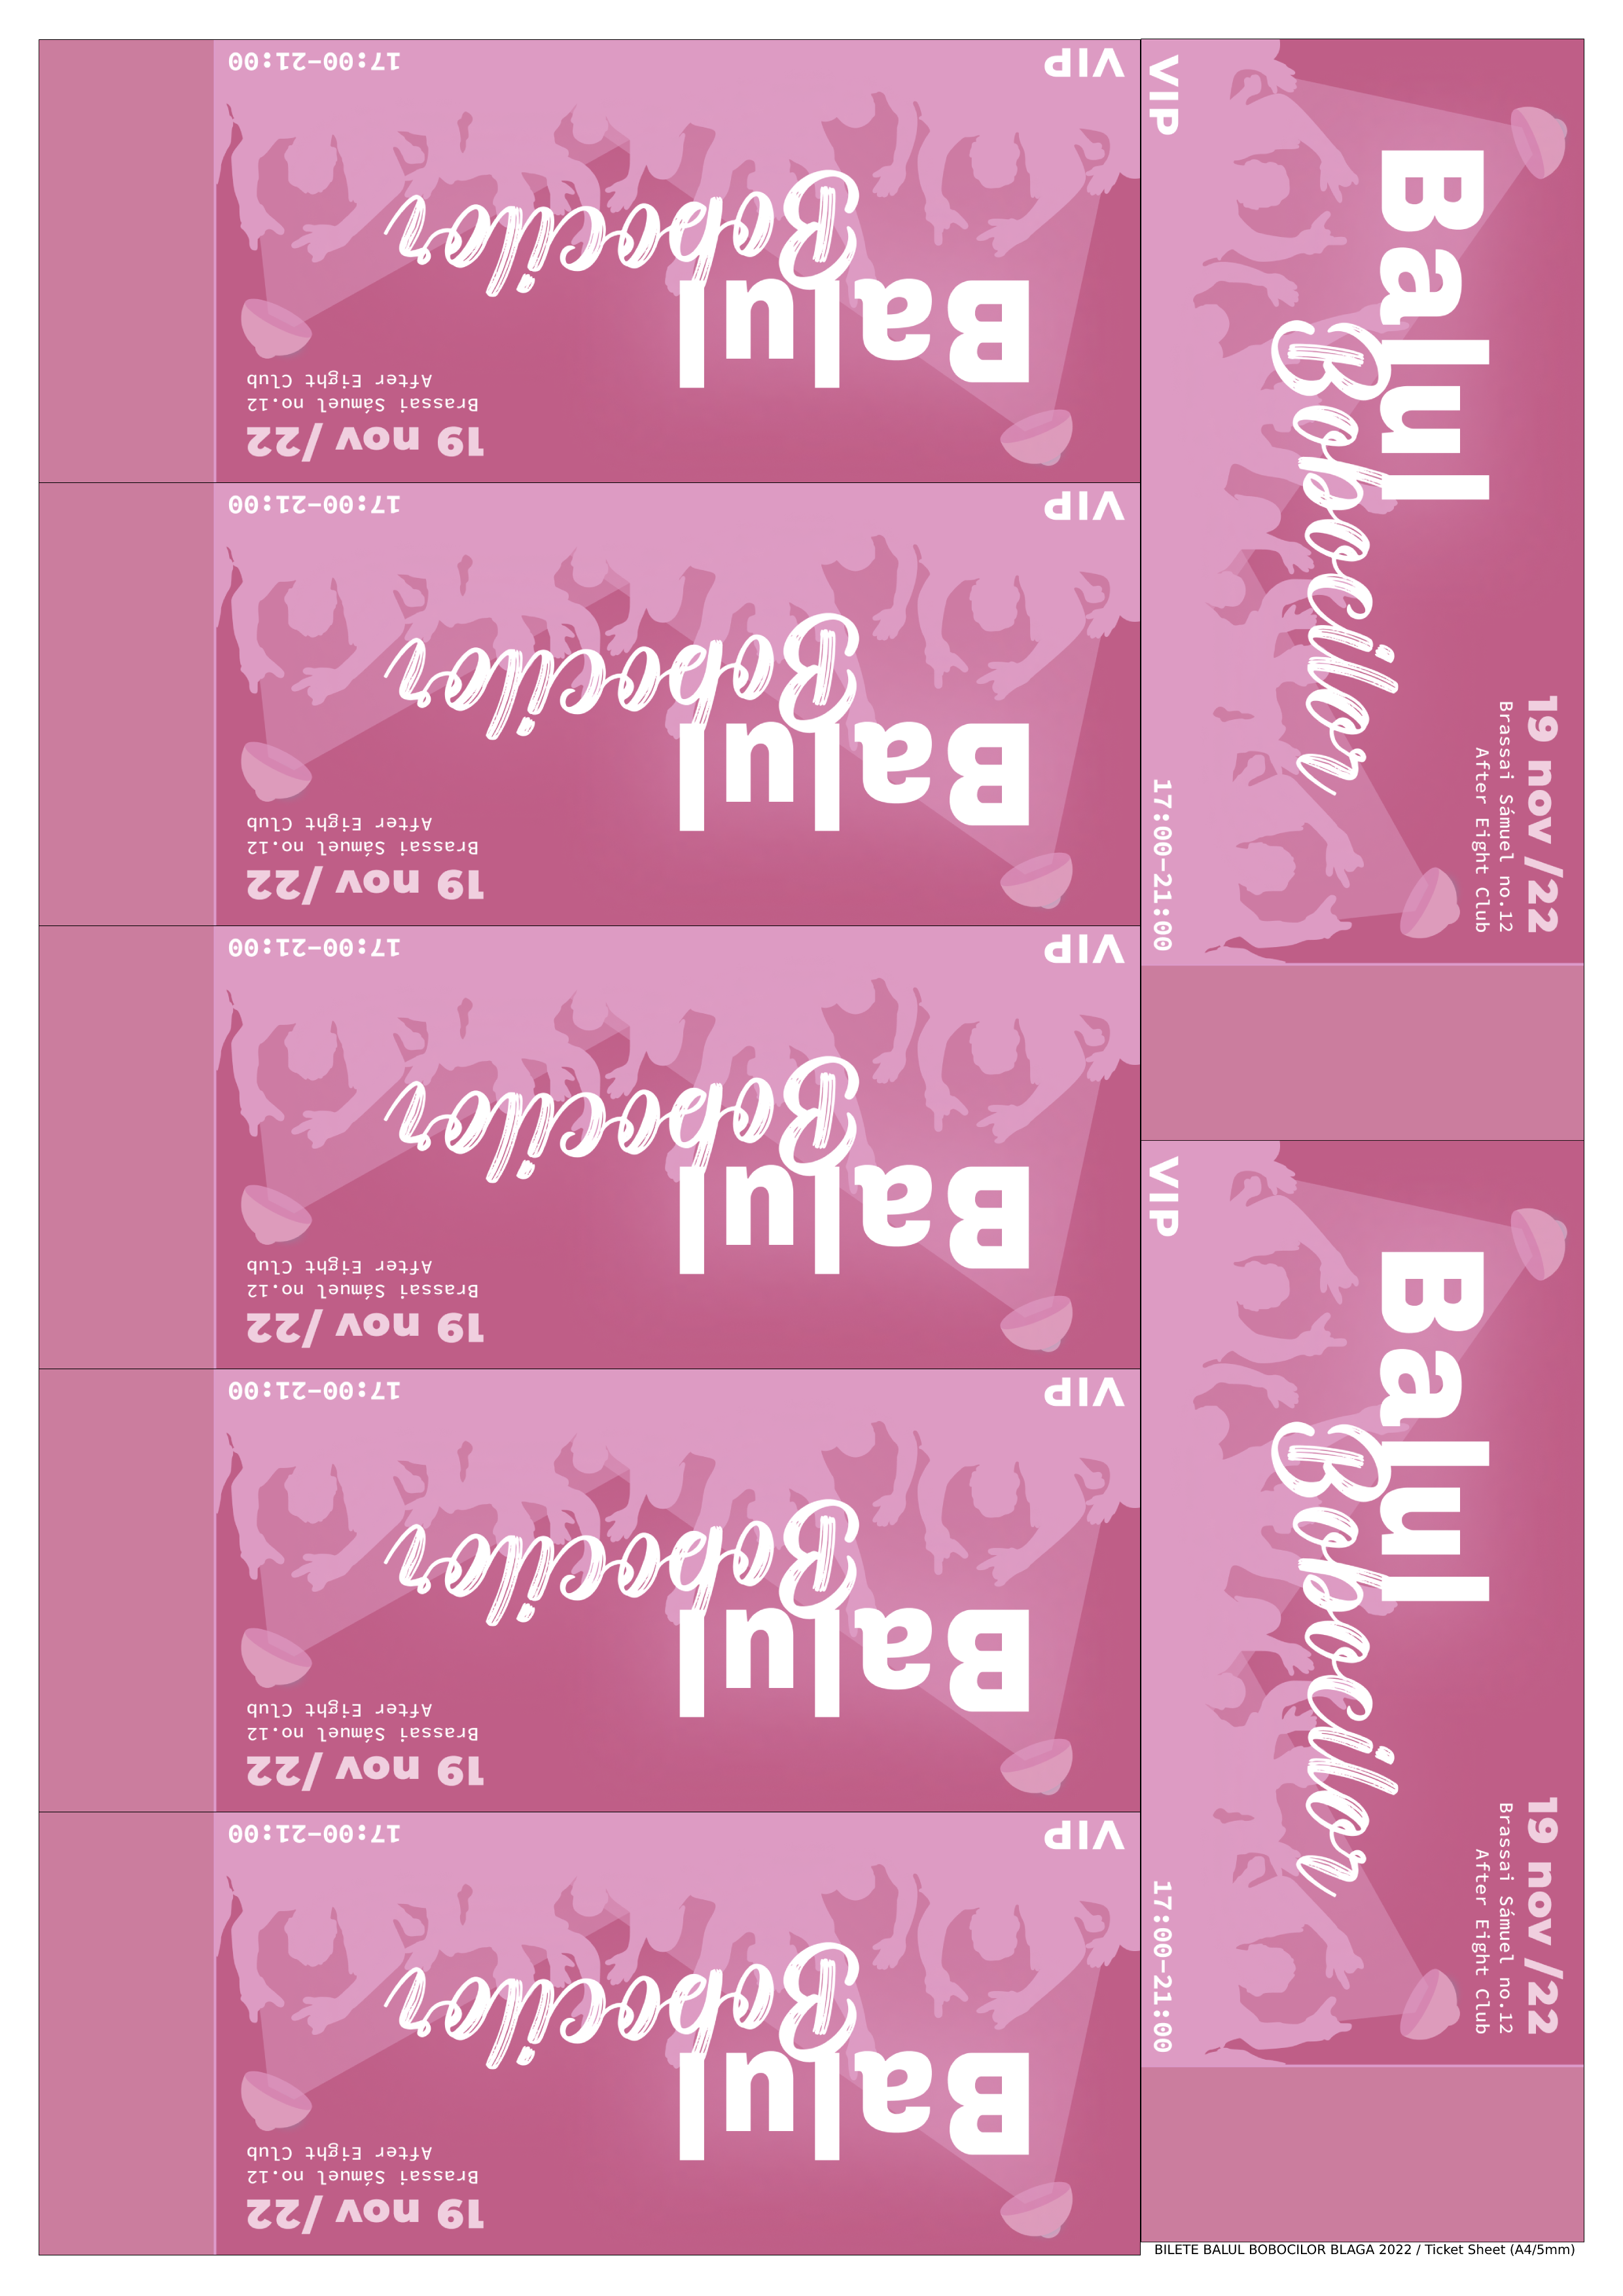 Balul
Bobocilor
19 nov /22
Brassai Sámuel no.12
After Eight Club
VIP
17:00-21:00
Balul
Bobocilor
19 nov /22
Brassai Sámuel no.12
After Eight Club
VIP
17:00-21:00
Balul
Bobocilor
19 nov /22
Brassai Sámuel no.12
After Eight Club
VIP
17:00-21:00
Balul
Bobocilor
19 nov /22
Brassai Sámuel no.12
After Eight Club
VIP
17:00-21:00
Balul
Bobocilor
19 nov /22
Brassai Sámuel no.12
After Eight Club
VIP
17:00-21:00
Balul
Bobocilor
19 nov /22
Brassai Sámuel no.12
After Eight Club
VIP
17:00-21:00
Balul
Bobocilor
19 nov /22
Brassai Sámuel no.12
After Eight Club
VIP
17:00-21:00
BILETE BALUL BOBOCILOR BLAGA 2022 / Ticket Sheet (A4/5mm)